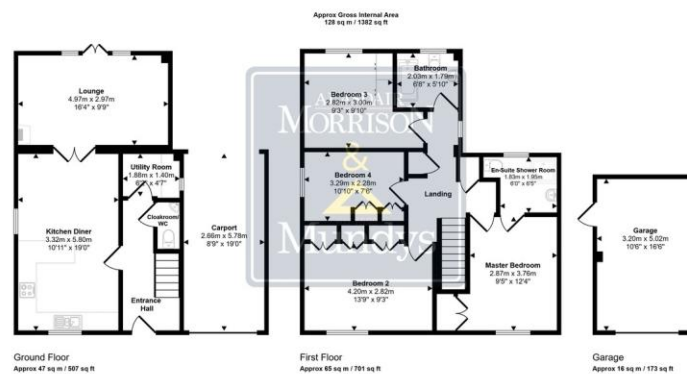 Approx Gross Internal Area
128 sq m / 1382 sq ft
Lounge
4.97m x 2.97m
16'4" x 9'9"
Utility Room
1.88m x 1.40m
6'2" x 4'7"
Cloakroom/
WC
Kitchen Diner
3.32m x 5.80m
10'11" x 19'0"
Entrance
Hall
Carport
2.66m x 5.78m
8'9" x 19'0"
Ground Floor
Approx 47 sq m / 507 sq ft
Bathroom
2.03m x 1.79m
6'8" x 5'10"
Bedroom 3
2.82m x 3.00m
9'3" x 9'10"
MORRISON
&
Mundys
Bedroom 4
3.29m x 2.28m
10'10" x 7'6"
Landing
En-Suite Shower Room
1.83m x 1.95m
6'0" x 6'5"
Master Bedroom
2.87m x 3.76m
9'5" x 12'4"
Bedroom 2
4.20m x 2.82m
13'9" x 9'3"
First Floor
Approx 65 sq m / 701 sq ft
Garage
3.20m x 5.02m
10'6" x 16'6"
Garage
Approx 16 sq m / 173 sq ft